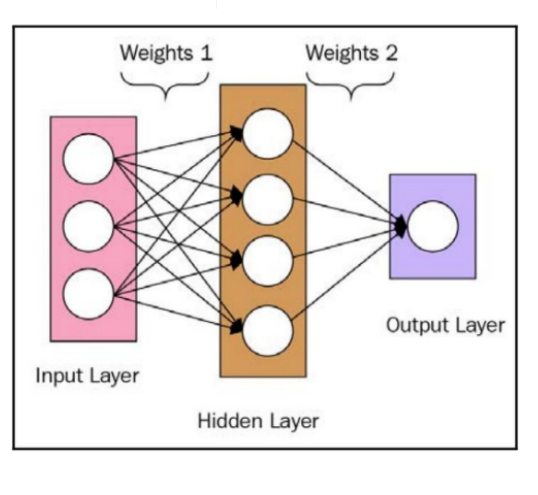 Weights 1
Weights 2
Input Layer
Hidden Layer
Output Layer